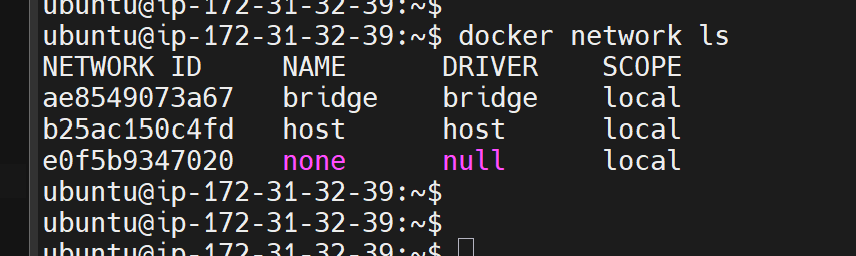 ubuntu@ip-172-31-32-39:~$
ubuntu@ip-172-31-32-39:~$ docker network ls
NETWORK ID     NAME      DRIVER    SCOPE
ae8549073a67   bridge    bridge    local
b25ac150c4fd   host      host      local
e0f5b9347020   none      null      local
ubuntu@ip-172-31-32-39:~$
ubuntu@ip-172-31-32-39:~$
ubuntu@ip-172-31-32-39:~$